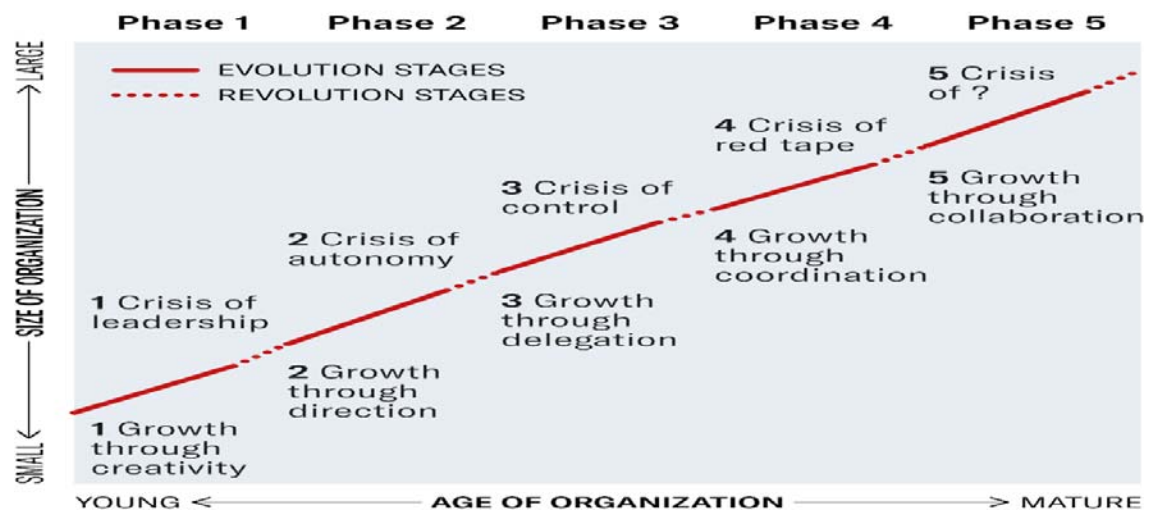 Phase 1 Phase 2 Phase 3 Phase 4 Phase 5
EVOLUTION STAGES
REVOLUTION STAGES
5 Crisis
of ?
4 Crisis of
red tape
3 Crisis of
control
2 Crisis of
autonomy
1 Crisis of
leadership
5 Growth
through
collaboration
4 Growth
through
coordination
3 Growth
through
delegation
2 Growth
through
direction
1 Growth
through
creativity
LARGE
SIZE OF ORGANIZATION
SMALL
YOUNG AGE OF ORGANIZATION MATURE